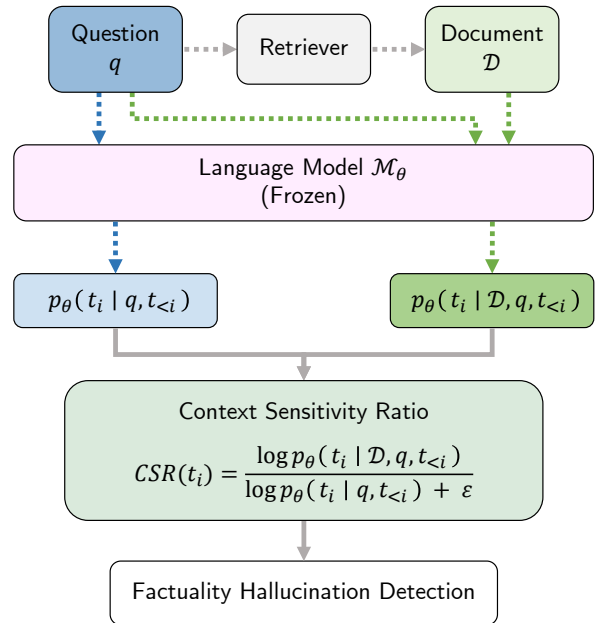 Question
q
Retriever
Document
𝒟
Language Model ℳ_θ
(Frozen)
p_θ(t_i | q, t_{<i})
p_θ(t_i | 𝒟, q, t_{<i})
Context Sensitivity Ratio
CSR(t_i) = log p_θ(t_i | 𝒟, q, t_{<i}) / log p_θ(t_i | q, t_{<i}) + ε
Factuality Hallucination Detection